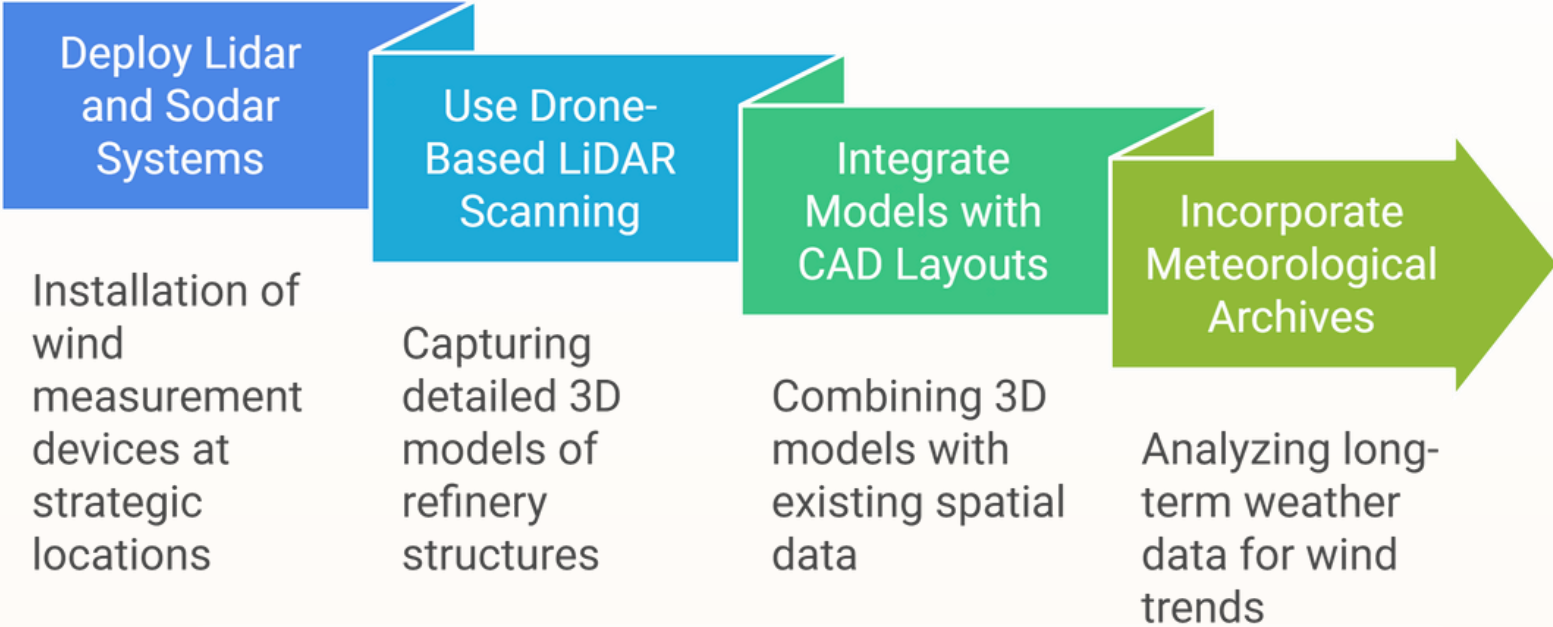 Deploy Lidar
and Sodar
Systems
Installation of
wind
measurement
devices at
strategic
locations
Use Drone-
Based LiDAR
Scanning
Capturing
detailed 3D
models of
refinery
structures
Integrate
Models with
CAD Layouts
Combining 3D
models with
existing spatial
data
Incorporate
Meteorological
Archives
Analyzing long-
term weather
data for wind
trends